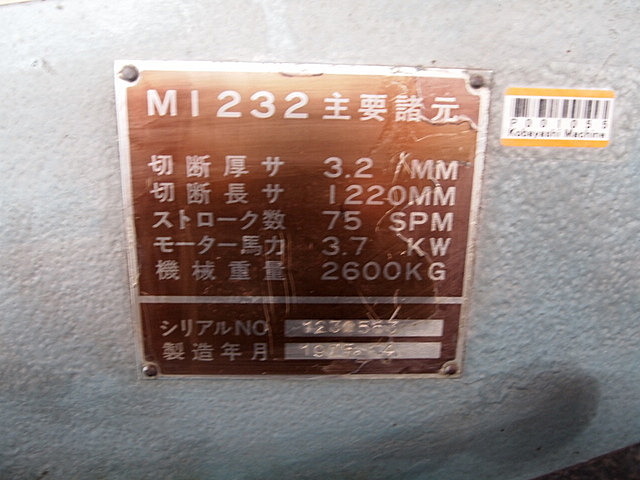 M1232 主要諸元
切断厚サ 3.2 MM
切断長サ 1220MM
ストローク数 75 SPM
モーター馬力 3.7 KW
機械重量 2600KG
シリアルNO
製造年月
P001056
Kobayashi Machine